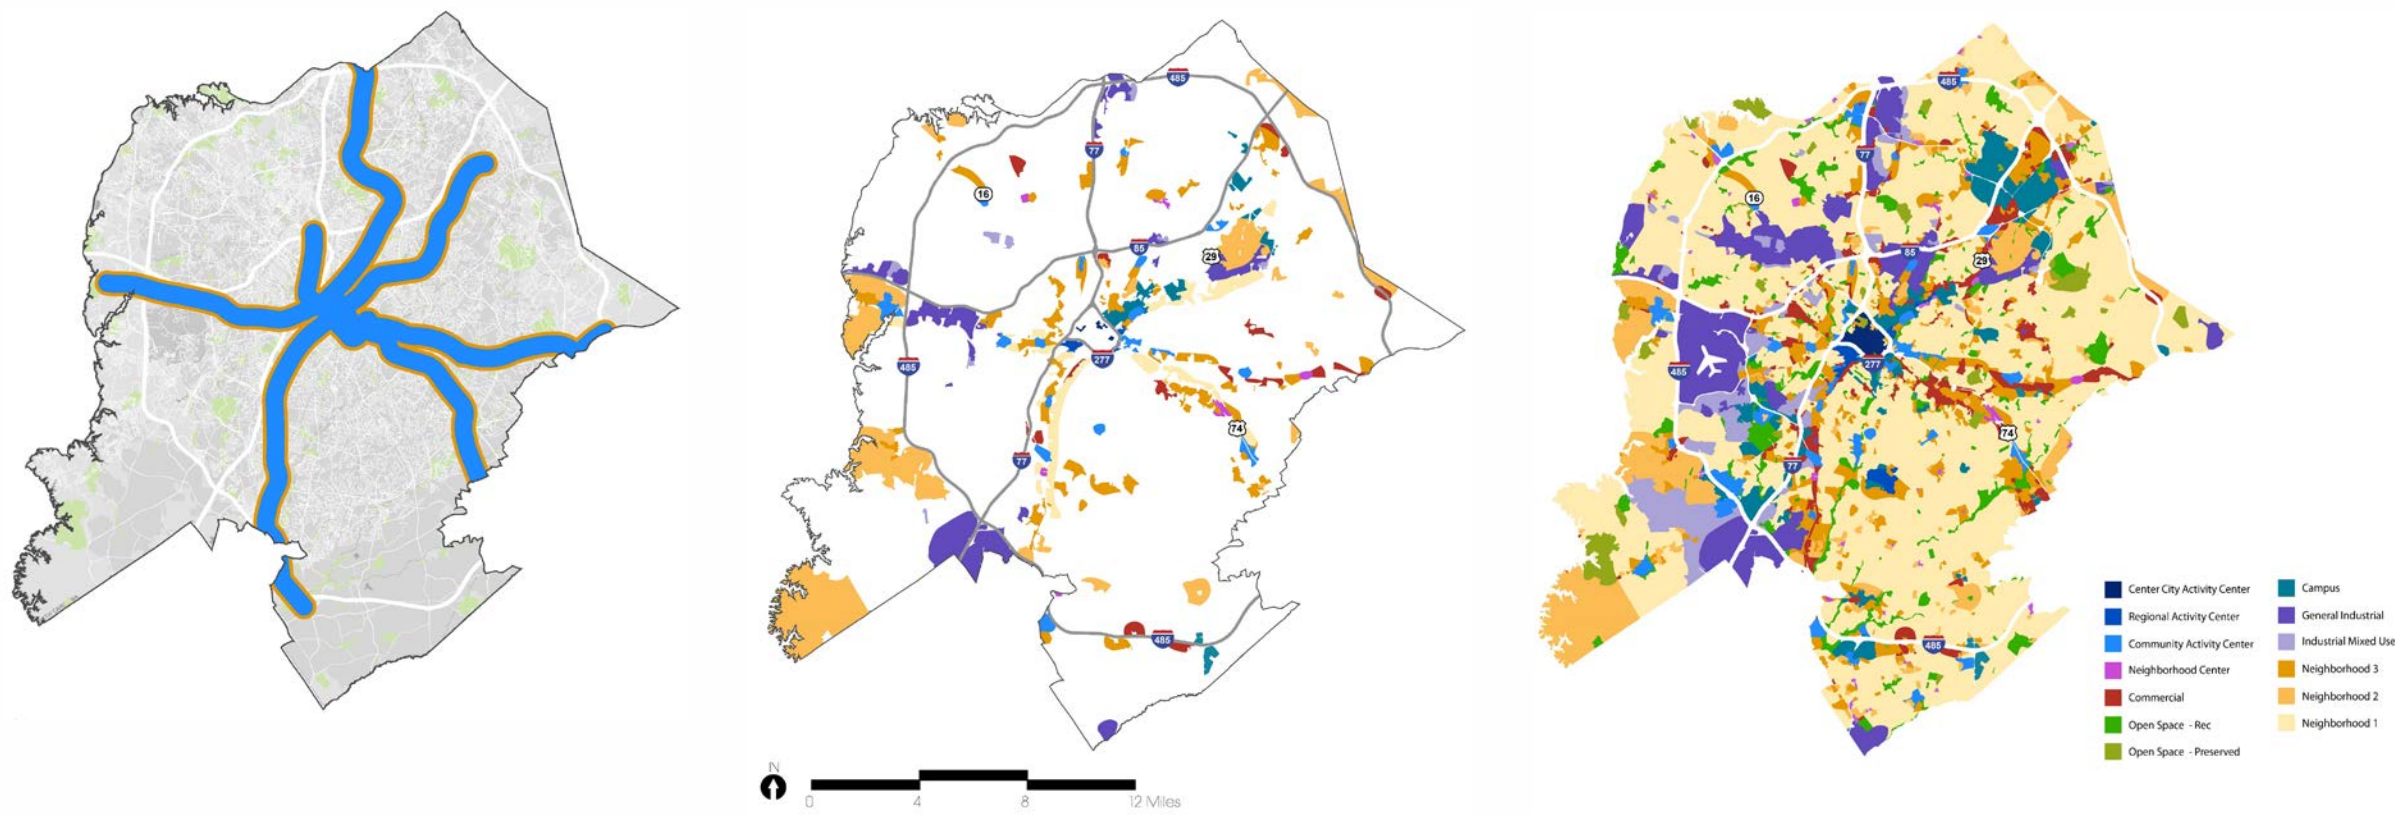 485
77
16
85
29
277
485
74
77
485
N
0 4 8 12 Miles
485
77
16
85
29
277
485
74
77
485
Center City Activity Center
Regional Activity Center
Community Activity Center
Neighborhood Center
Commercial
Open Space - Rec
Open Space - Preserved
Campus
General Industrial
Industrial Mixed Use
Neighborhood 3
Neighborhood 2
Neighborhood 1